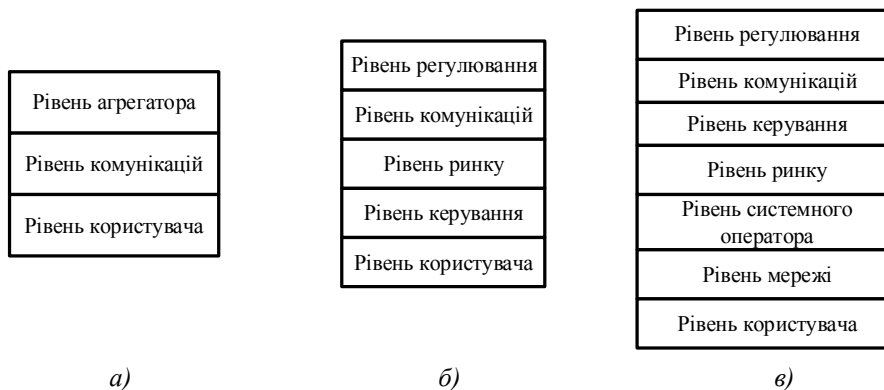 Рівень агрегатора
Рівень комунікацій
Рівень користувача
а)
Рівень регулювання
Рівень комунікацій
Рівень ринку
Рівень керування
Рівень користувача
б)
Рівень регулювання
Рівень комунікацій
Рівень керування
Рівень ринку
Рівень системного
оператора
Рівень мережі
Рівень користувача
в)